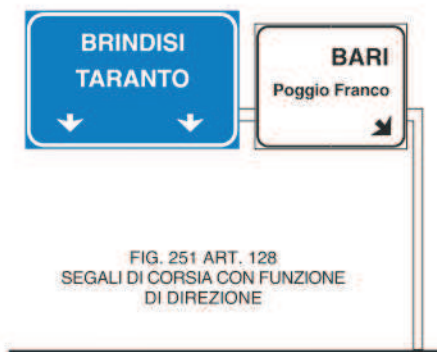 BRINDISI
TARANTO
BARI
Poggio Franco
FIG. 251 ART. 128
SEGALI DI CORSIA CON FUNZIONE
DI DIREZIONE